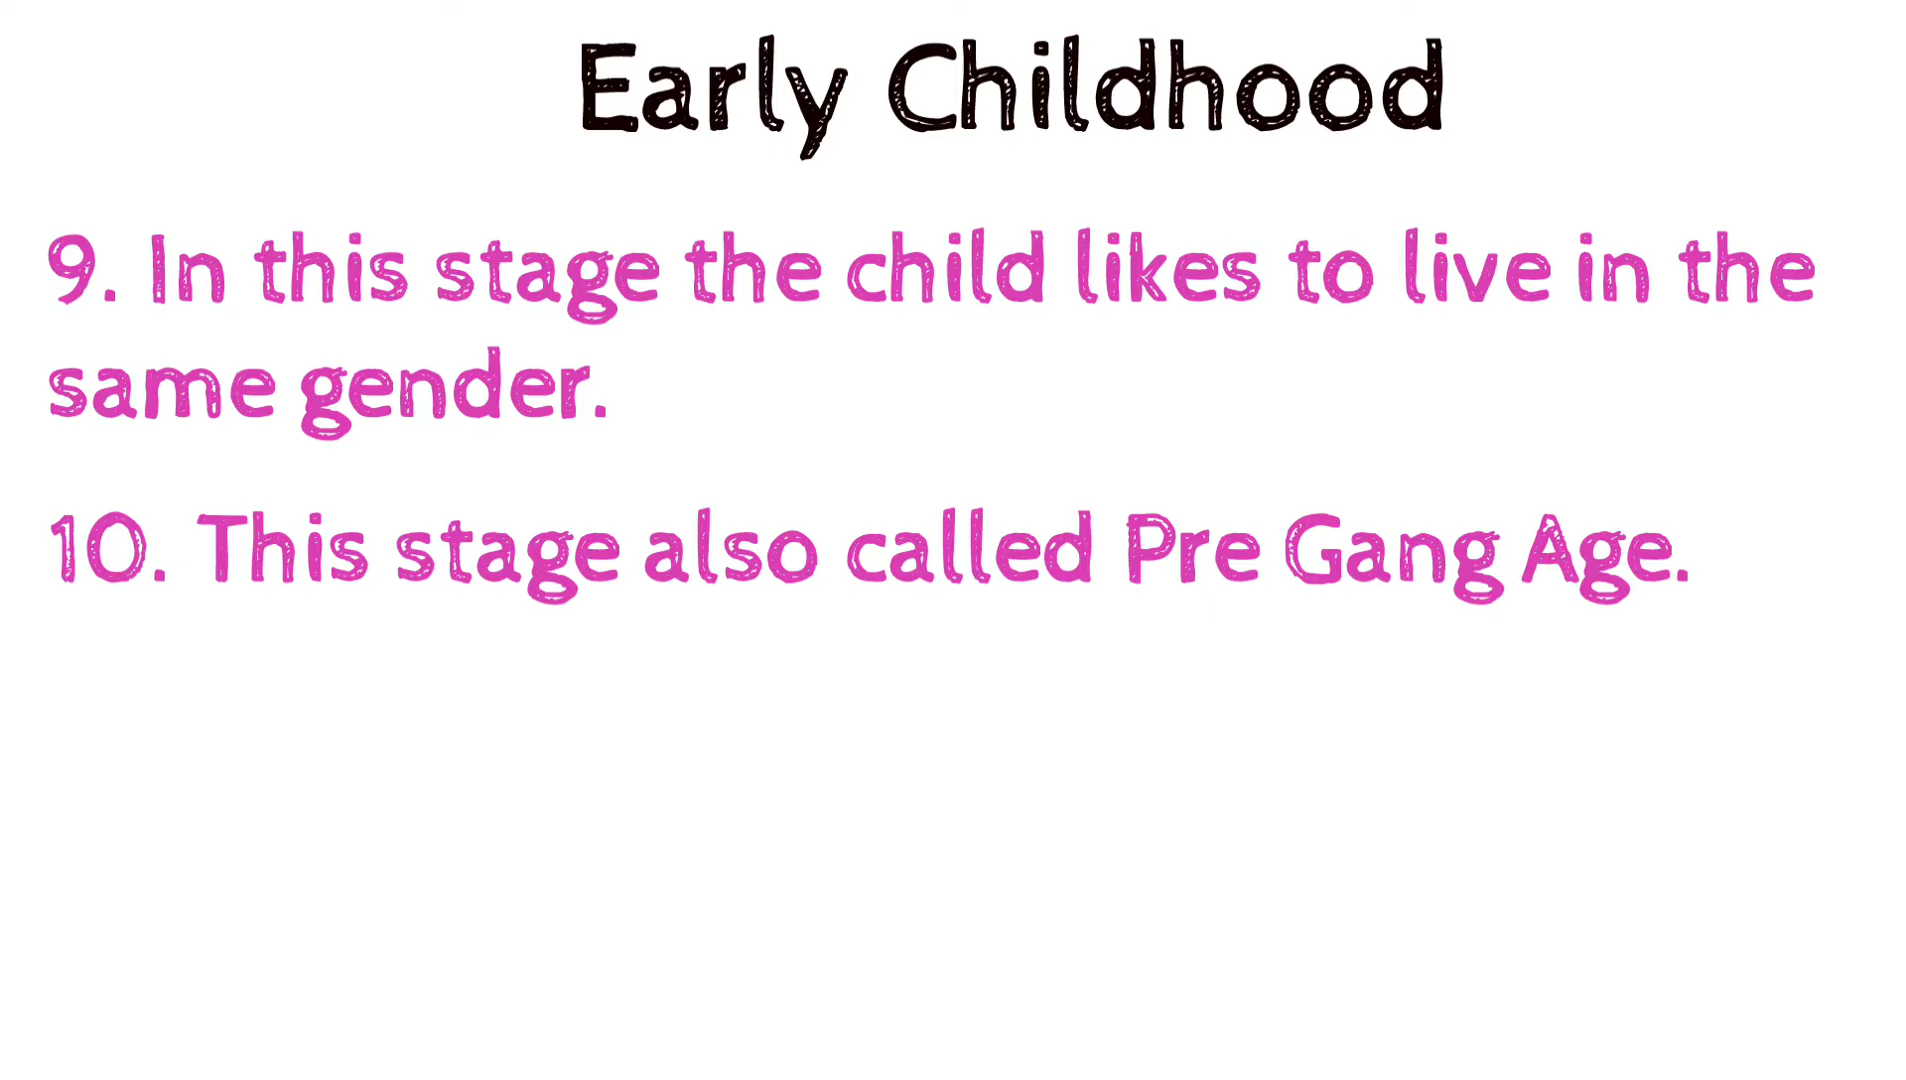 Early Childhood
9. In this stage the child likes to live in the
same gender.
10. This stage also called Pre Gang Age.